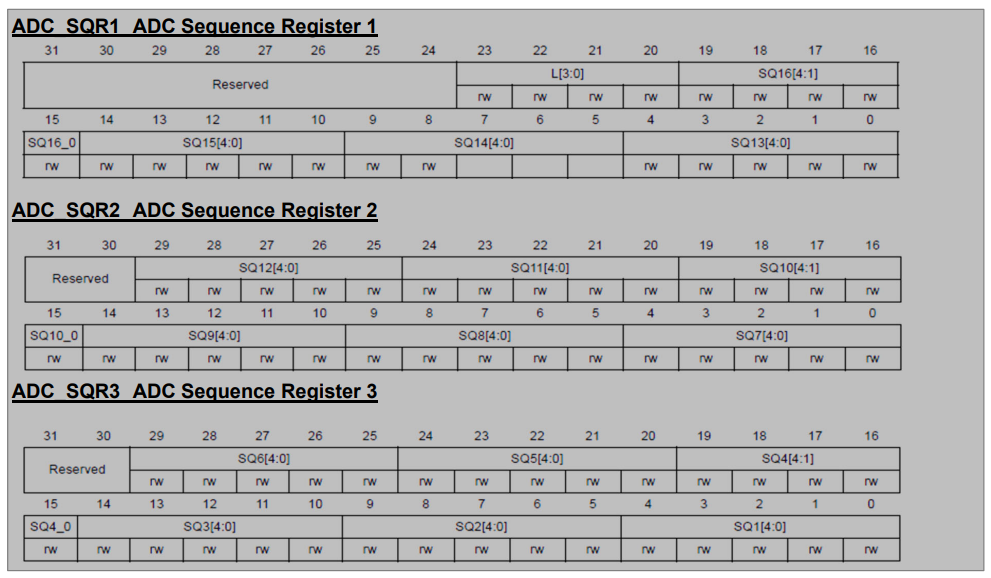 ADC_SQR1 ADC Sequence Register 1
31 30 29 28 27 26 25 24 23 22 21 20 19 18 17 16
Reserved L[3:0] SQ16[4:1]
rw rw rw rw rw rw rw rw
15 14 13 12 11 10 9 8 7 6 5 4 3 2 1 0
SQ16_0 SQ15[4:0] SQ14[4:0] SQ13[4:0]
rw rw rw rw rw rw rw rw rw rw rw rw rw
ADC_SQR2 ADC Sequence Register 2
31 30 29 28 27 26 25 24 23 22 21 20 19 18 17 16
Reserved SQ12[4:0] SQ11[4:0] SQ10[4:1]
rw rw rw rw rw rw rw rw rw rw rw rw rw rw
15 14 13 12 11 10 9 8 7 6 5 4 3 2 1 0
SQ10_0 SQ9[4:0] SQ8[4:0] SQ7[4:0]
rw rw rw rw rw rw rw rw rw rw rw rw rw rw rw rw
ADC_SQR3 ADC Sequence Register 3
31 30 29 28 27 26 25 24 23 22 21 20 19 18 17 16
Reserved SQ6[4:0] SQ5[4:0] SQ4[4:1]
rw rw rw rw rw rw rw rw rw rw rw rw rw rw
15 14 13 12 11 10 9 8 7 6 5 4 3 2 1 0
SQ4_0 SQ3[4:0] SQ2[4:0] SQ1[4:0]
rw rw rw rw rw rw rw rw rw rw rw rw rw rw rw rw